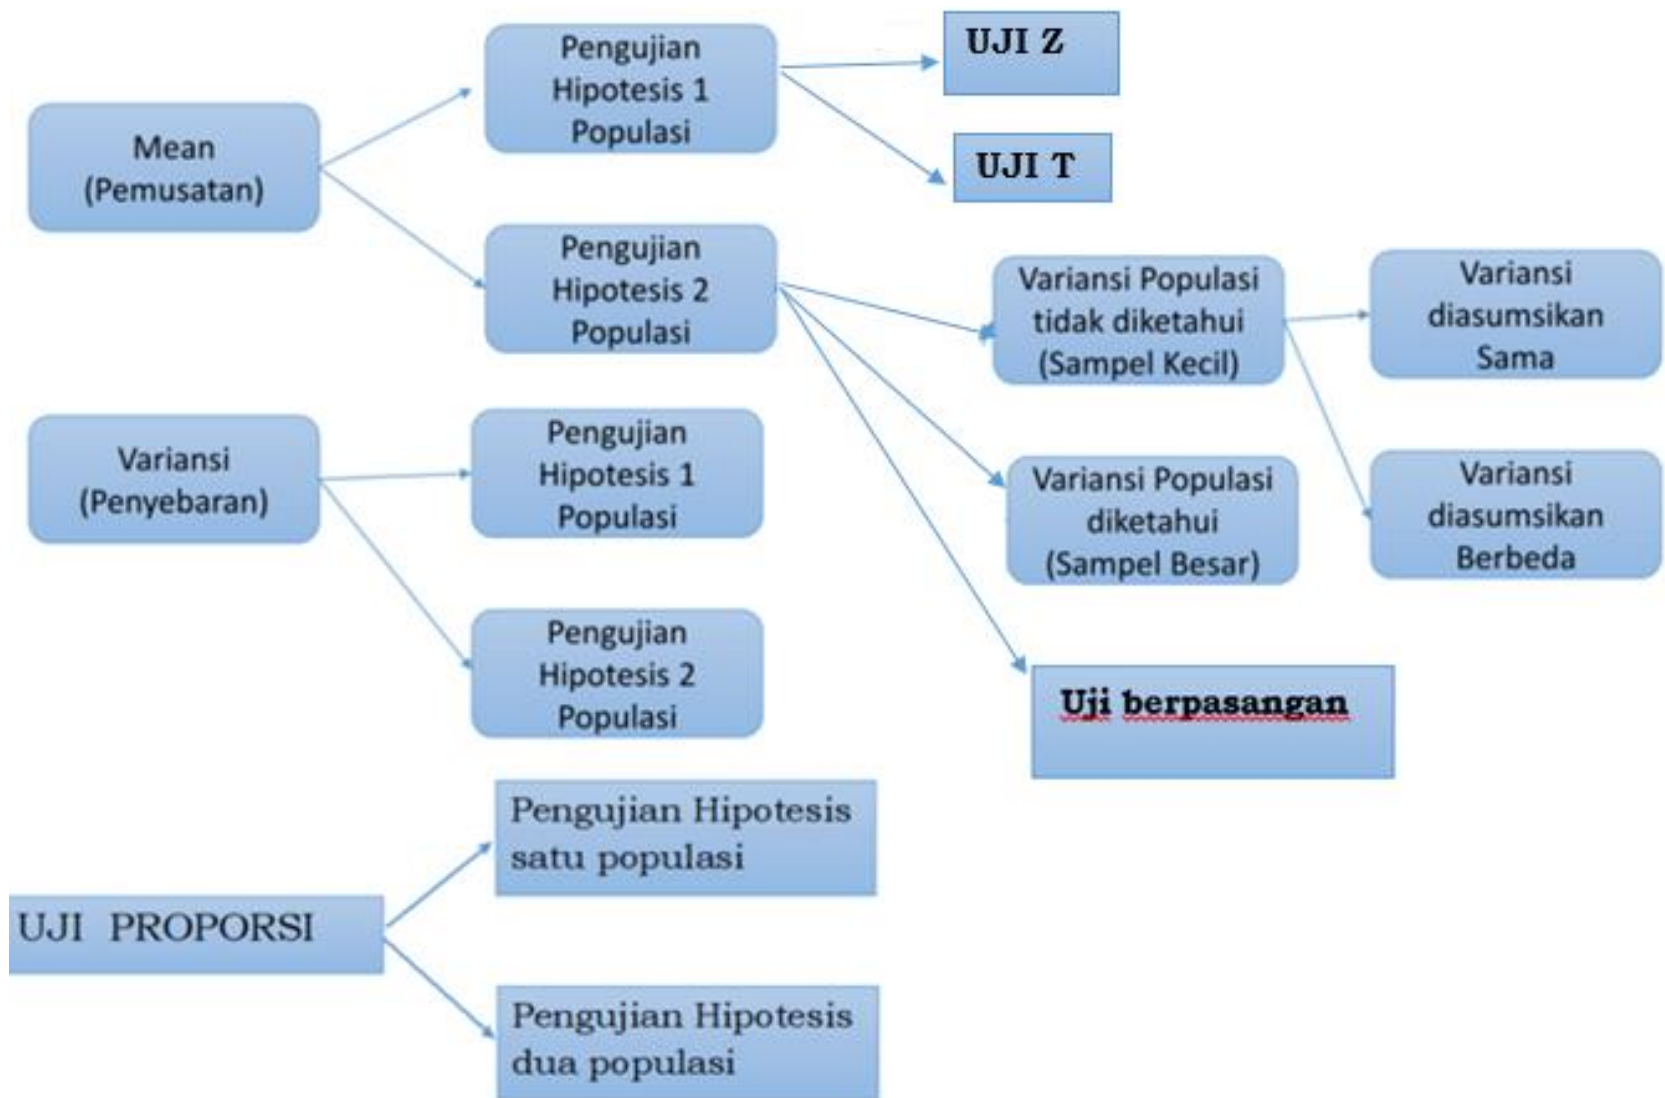 Mean
(Pemusatan)
Pengujian
Hipotesis 1
Populasi
UJI Z
UJI T
Pengujian
Hipotesis 2
Populasi
Variansi Populasi
tidak diketahui
(Sampel Kecil)
Variansi
diasumsikan
Sama
Variansi
diasumsikan
Berbeda
Variansi Populasi
diketahui
(Sampel Besar)
Uji berpasangan
Variansi
(Penyebaran)
Pengujian
Hipotesis 1
Populasi
Pengujian
Hipotesis 2
Populasi
UJI PROPORSI
Pengujian Hipotesis
satu populasi
Pengujian Hipotesis
dua populasi